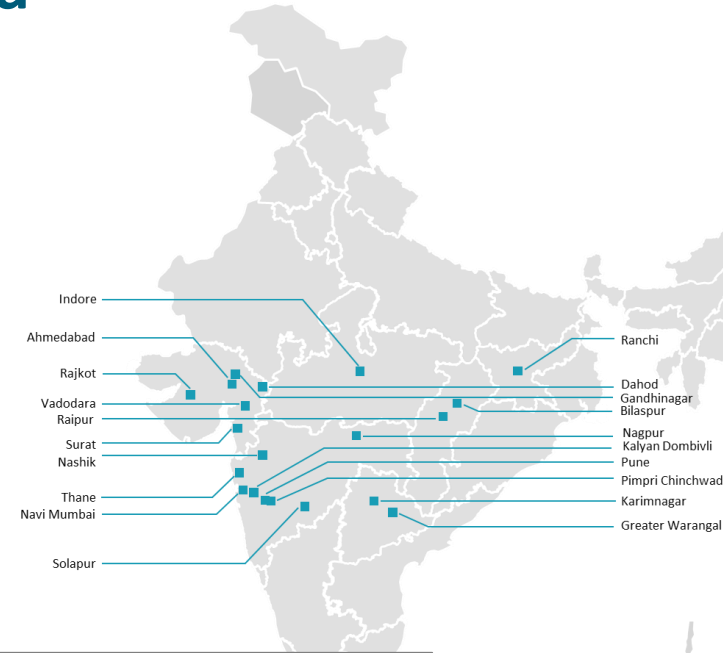 Indore
Ahmedabad
Rajkot
Vadodara
Raipur
Surat
Nashik
Thane
Navi Mumbai
Solapur
Ranchi
Dahod
Gandhinagar
Bilaspur
Nagpur
Kalyan Dombivli
Pune
Pimpri Chinchwad
Karimnagar
Greater Warangal